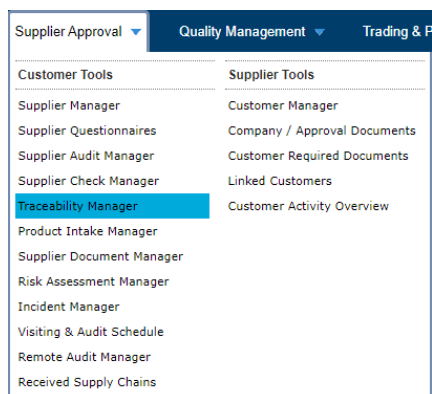 Supplier Approval
Quality Management
Trading & P
Customer Tools
Supplier Manager
Supplier Questionnaires
Supplier Audit Manager
Supplier Check Manager
Traceability Manager
Product Intake Manager
Supplier Document Manager
Risk Assessment Manager
Incident Manager
Visiting & Audit Schedule
Remote Audit Manager
Received Supply Chains
Supplier Tools
Customer Manager
Company / Approval Documents
Customer Required Documents
Linked Customers
Customer Activity Overview